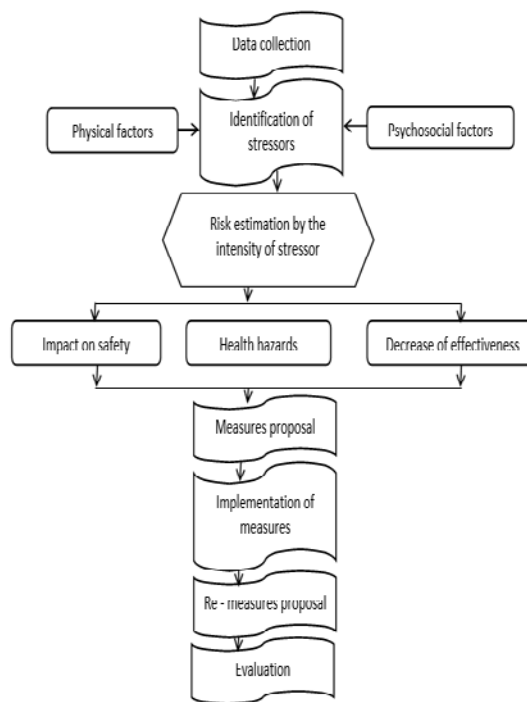 Data collection
Identification of
stressors
Physical factors
Psychosocial factors
Risk estimation by the
intensity of stressor
Impact on safety
Health hazards
Decrease of effectiveness
Measures proposal
Implementation of
measures
Re - measures proposal
Evaluation